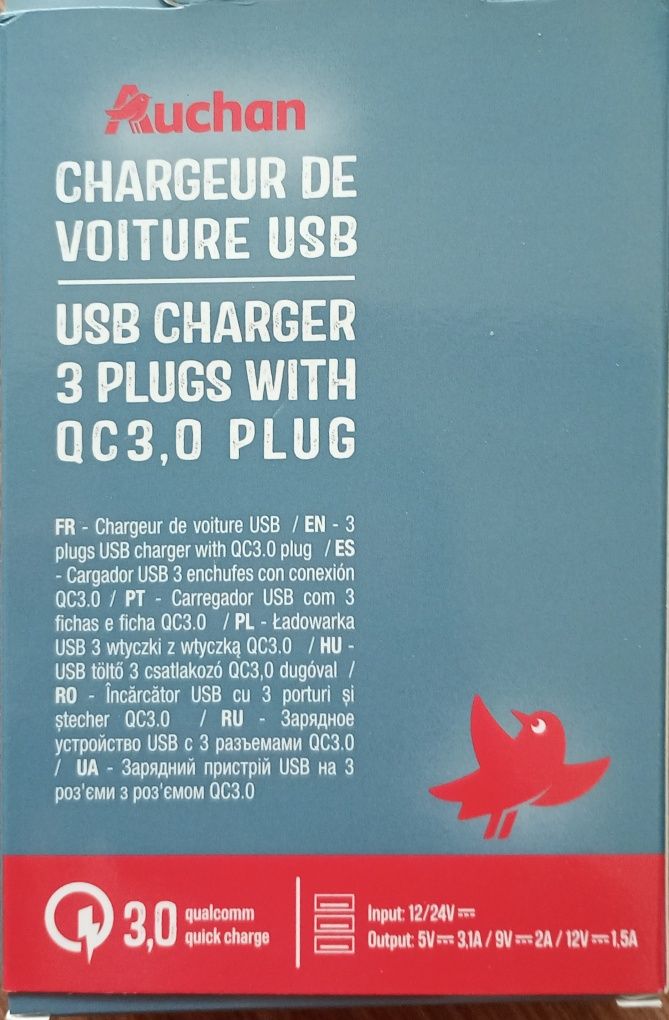 Auchan
CHARGEUR DE
VOITURE USB
USB CHARGER
3 PLUGS WITH
QC3,0 PLUG
FR - Chargeur de voiture USB / EN - 3
plugs USB charger with QC3.0 plug / ES
- Cargador USB 3 enchufes con conexión
QC3.0 / PT - Carregador USB com 3
fichas e ficha QC3.0 / PL - Ładowarka
USB 3 wtyczki z wtyczką QC3.0 / HU -
USB töltő 3 csatlakozó QC3,0 dugóval /
RO - Încărcător USB cu 3 porturi și
ștecher QC3.0 / RU - Зарядное
устройство USB с 3 разъемами QC3.0
/ UA - Зарядний пристрій USB на 3
роз'єми з роз'ємом QC3.0
3,0 qualcomm
quick charge
Input: 12/24V⎓
Output: 5V⎓3,1A / 9V⎓2A / 12V⎓1,5A